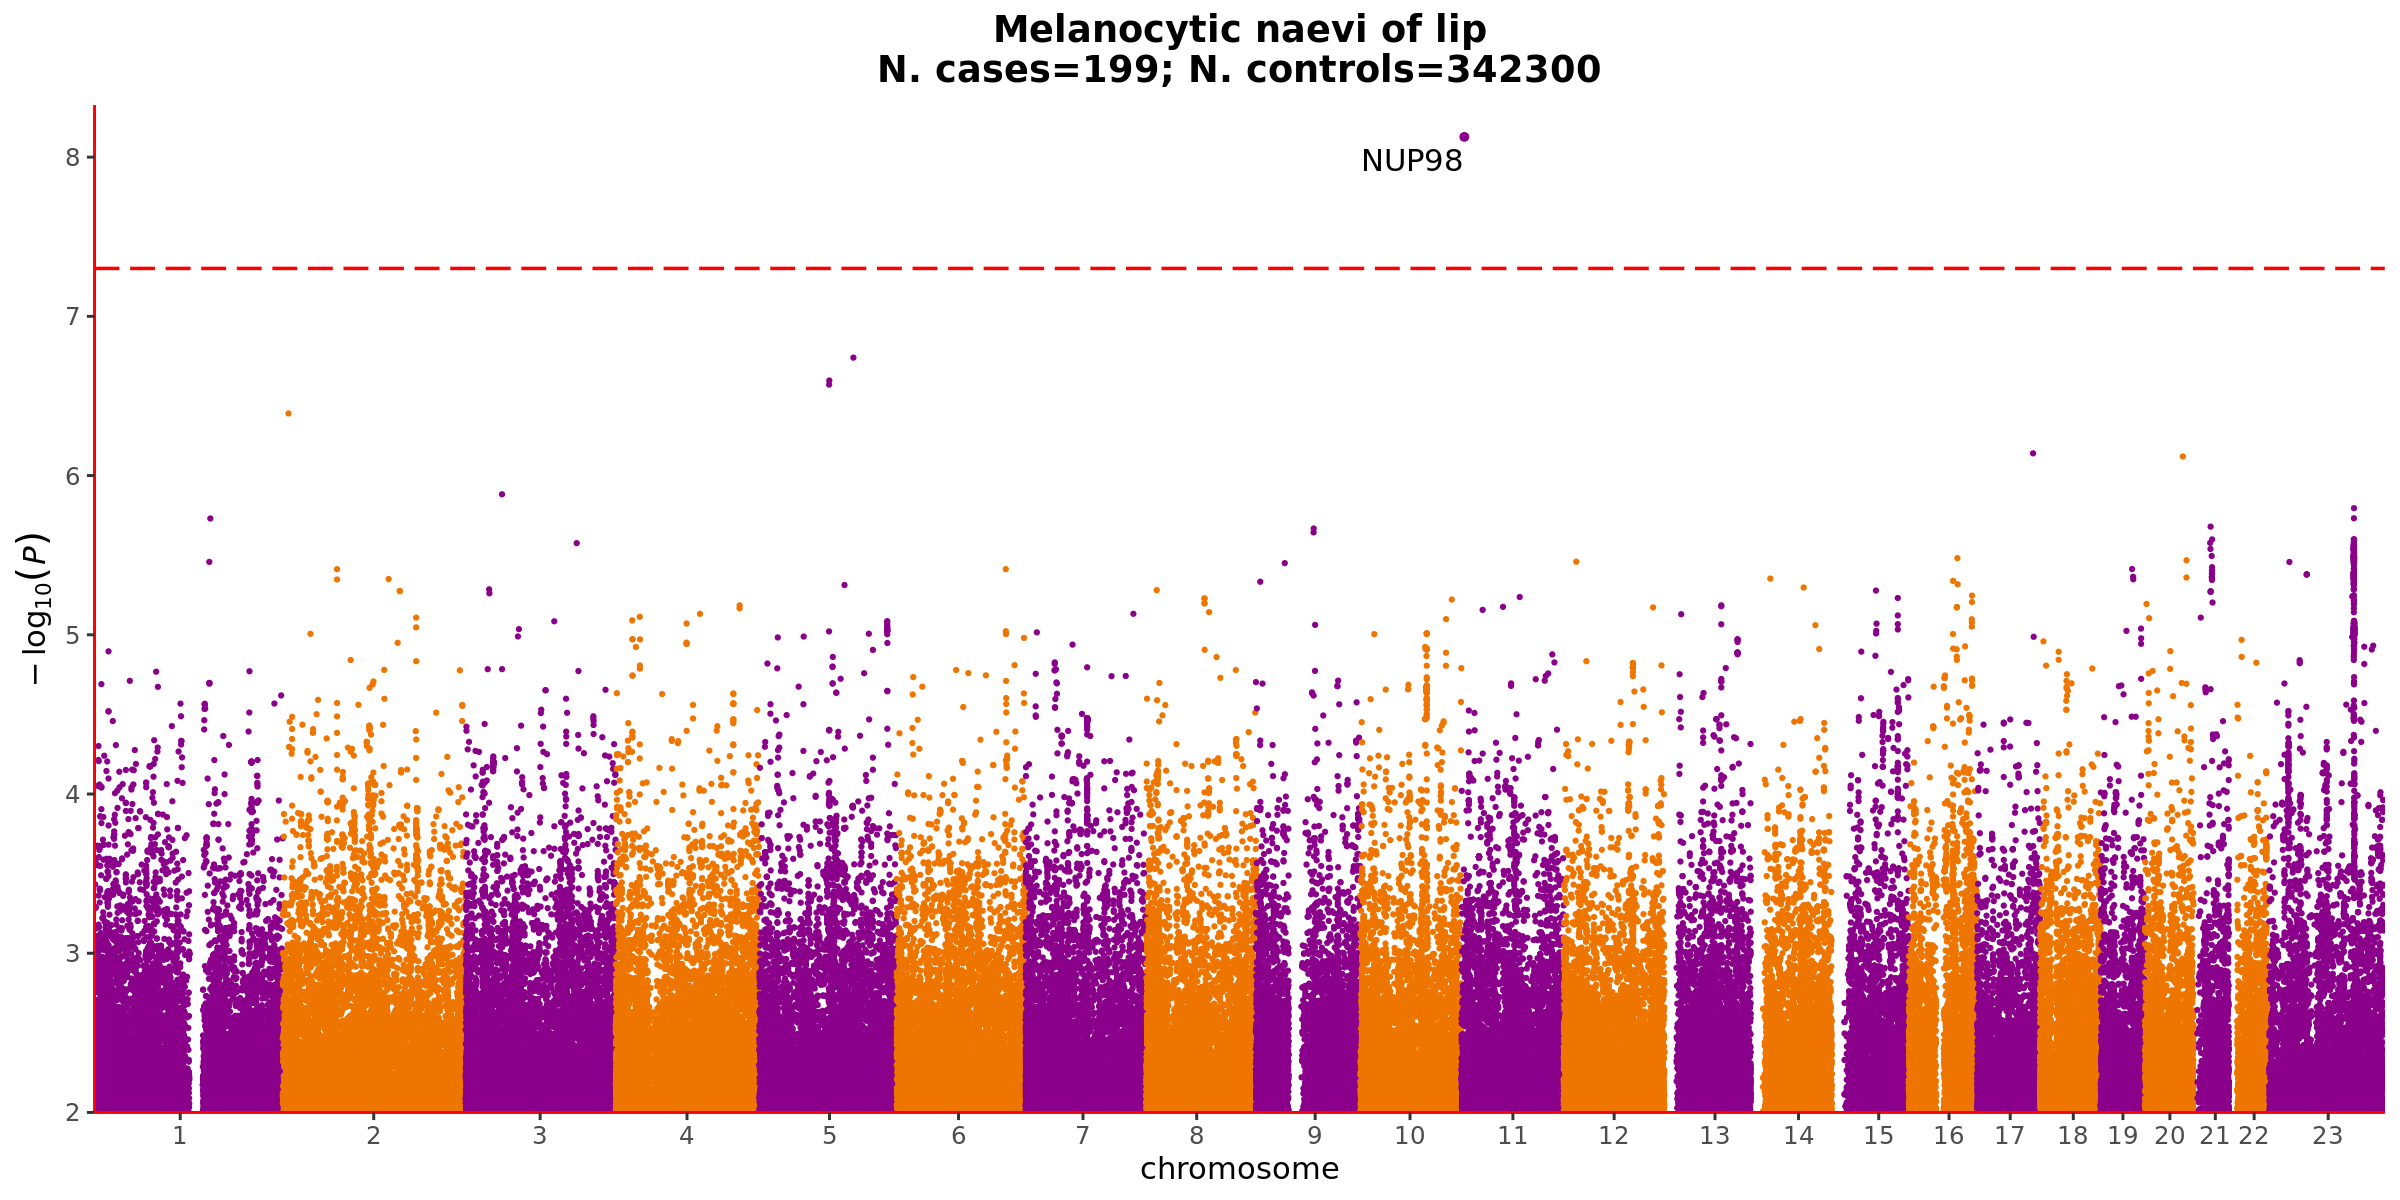 Melanocytic naevi of lip
N. cases=199; N. controls=342300
8
NUP98
7
6
5
4
3
2
−log10(P)
1 2 3 4 5 6 7 8 9 10 11 12 13 14 15 16 17 18 19 20 21 22 23
chromosome